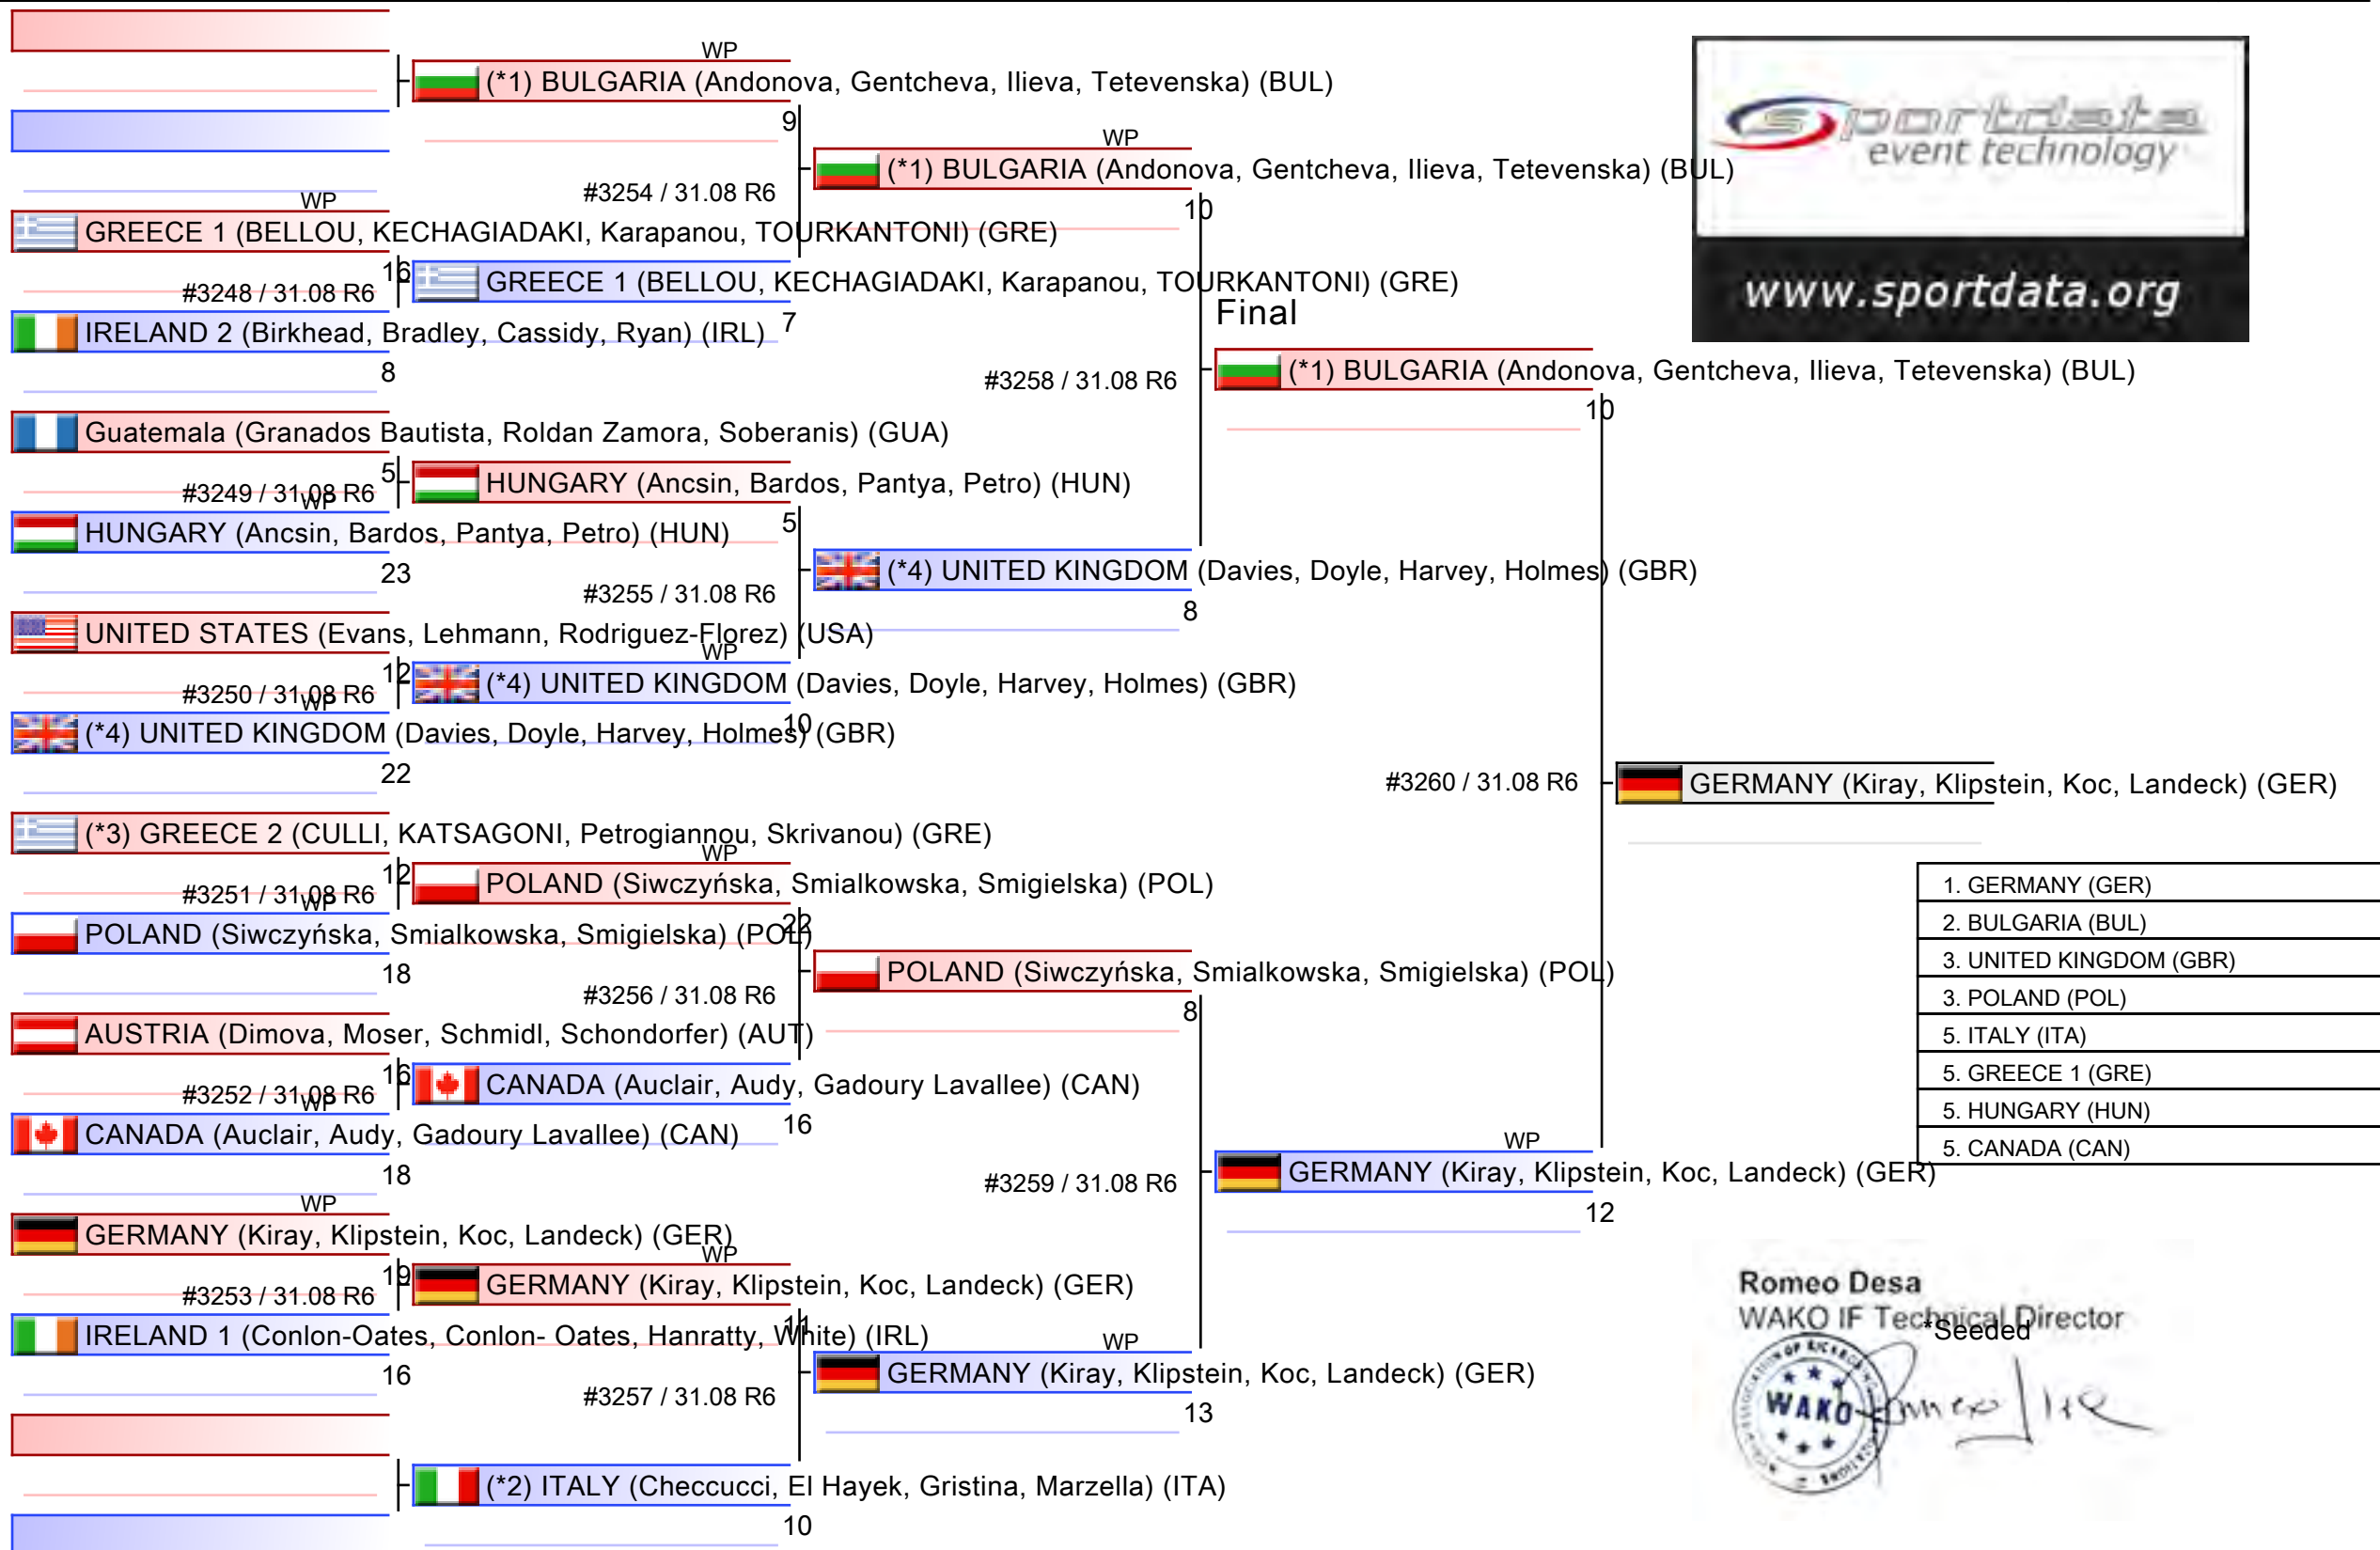 WP
(*1) BULGARIA (Andonova, Gentcheva, Ilieva, Tetevenska) (BUL)
9
WP
(*1) BULGARIA (Andonova, Gentcheva, Ilieva, Tetevenska) (BUL)
10
#3254 / 31.08 R6
WP
GREECE 1 (BELLOU, KECHAGIADAKI, Karapanou, TOURKANTONI) (GRE)
16
#3248 / 31.08 R6
GREECE 1 (BELLOU, KECHAGIADAKI, Karapanou, TOURKANTONI) (GRE)
7
IRELAND 2 (Birkhead, Bradley, Cassidy, Ryan) (IRL)
8
Final
#3258 / 31.08 R6
(*1) BULGARIA (Andonova, Gentcheva, Ilieva, Tetevenska) (BUL)
10
Guatemala (Granados Bautista, Roldan Zamora, Soberanis) (GUA)
5
#3249 / 31.08 R6
HUNGARY (Ancsin, Bardos, Pantya, Petro) (HUN)
5
WP
HUNGARY (Ancsin, Bardos, Pantya, Petro) (HUN)
23
#3255 / 31.08 R6
(*4) UNITED KINGDOM (Davies, Doyle, Harvey, Holmes) (GBR)
8
UNITED STATES (Evans, Lehmann, Rodriguez-Florez) (USA)
12
#3250 / 31.08 R6
WP
(*4) UNITED KINGDOM (Davies, Doyle, Harvey, Holmes) (GBR)
10
WP
(*4) UNITED KINGDOM (Davies, Doyle, Harvey, Holmes) (GBR)
22
#3260 / 31.08 R6
GERMANY (Kiray, Klipstein, Koc, Landeck) (GER)
(*3) GREECE 2 (CULLI, KATSAGONI, Petrogiannou, Skrivanou) (GRE)
12
#3251 / 31.08 R6
WP
POLAND (Siwczyńska, Smialkowska, Smigielska) (POL)
22
WP
POLAND (Siwczyńska, Smialkowska, Smigielska) (POL)
18
#3256 / 31.08 R6
POLAND (Siwczyńska, Smialkowska, Smigielska) (POL)
8
AUSTRIA (Dimova, Moser, Schmidl, Schondorfer) (AUT)
16
#3252 / 31.08 R6
CANADA (Auclair, Audy, Gadoury Lavallee) (CAN)
16
WP
CANADA (Auclair, Audy, Gadoury Lavallee) (CAN)
18
#3259 / 31.08 R6
WP
GERMANY (Kiray, Klipstein, Koc, Landeck) (GER)
12
WP
GERMANY (Kiray, Klipstein, Koc, Landeck) (GER)
19
#3253 / 31.08 R6
WP
GERMANY (Kiray, Klipstein, Koc, Landeck) (GER)
11
IRELAND 1 (Conlon-Oates, Conlon- Oates, Hanratty, White) (IRL)
16
#3257 / 31.08 R6
WP
GERMANY (Kiray, Klipstein, Koc, Landeck) (GER)
13
(*2) ITALY (Checcucci, El Hayek, Gristina, Marzella) (ITA)
10
sportdata
event technology
www.sportdata.org
1. GERMANY (GER)
2. BULGARIA (BUL)
3. UNITED KINGDOM (GBR)
3. POLAND (POL)
5. ITALY (ITA)
5. GREECE 1 (GRE)
5. HUNGARY (HUN)
5. CANADA (CAN)
Romeo Desa
WAKO IF Technical Director
*Seeded
WAKO